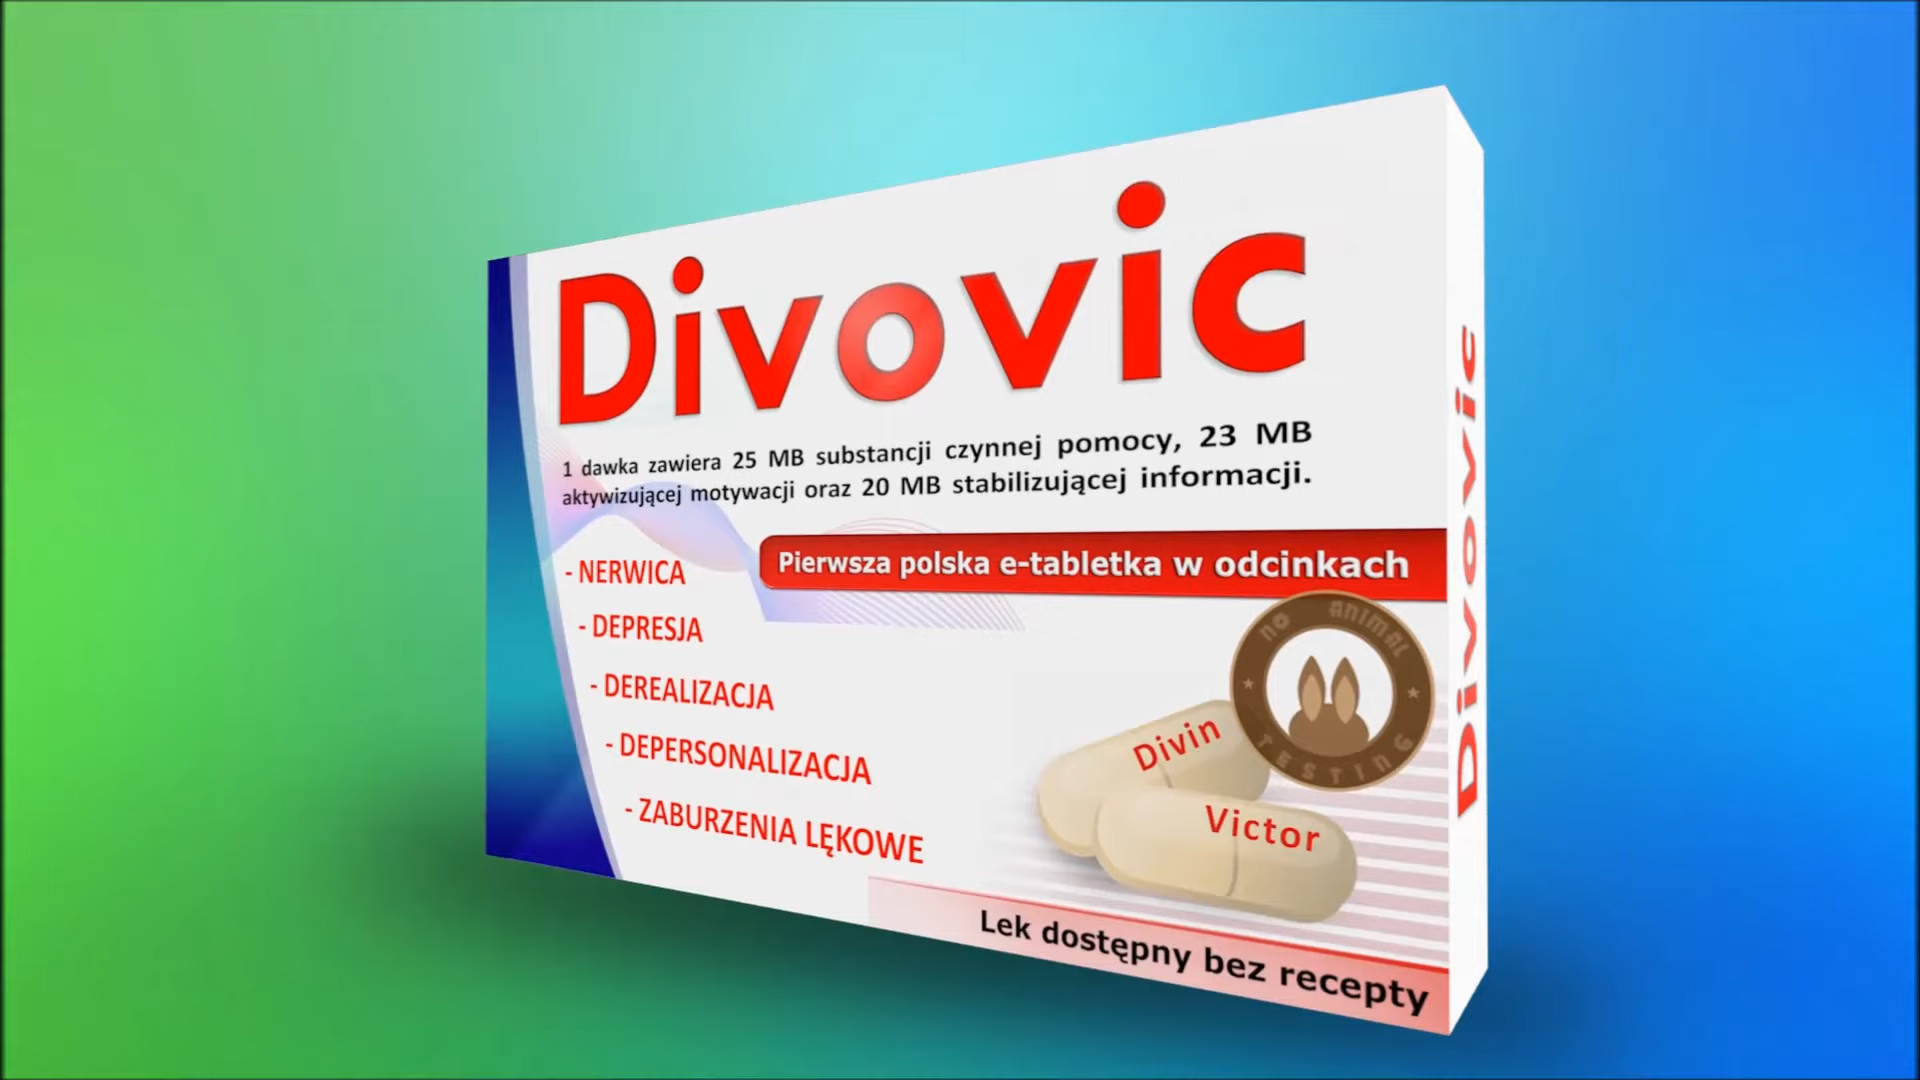 Divovic
1 dawka zawiera 25 MB substancji czynnej pomocy, 23 MB
aktywizującej motywacji oraz 20 MB stabilizującej informacji.
Pierwsza polska e-tabletka w odcinkach
- NERWICA
- DEPRESJA
- DEREALIZACJA
- DEPERSONALIZACJA
- ZABURZENIA LĘKOWE
NO ANIMAL
TESTING
Divin
Victor
Lek dostępny bez recepty
Divovic